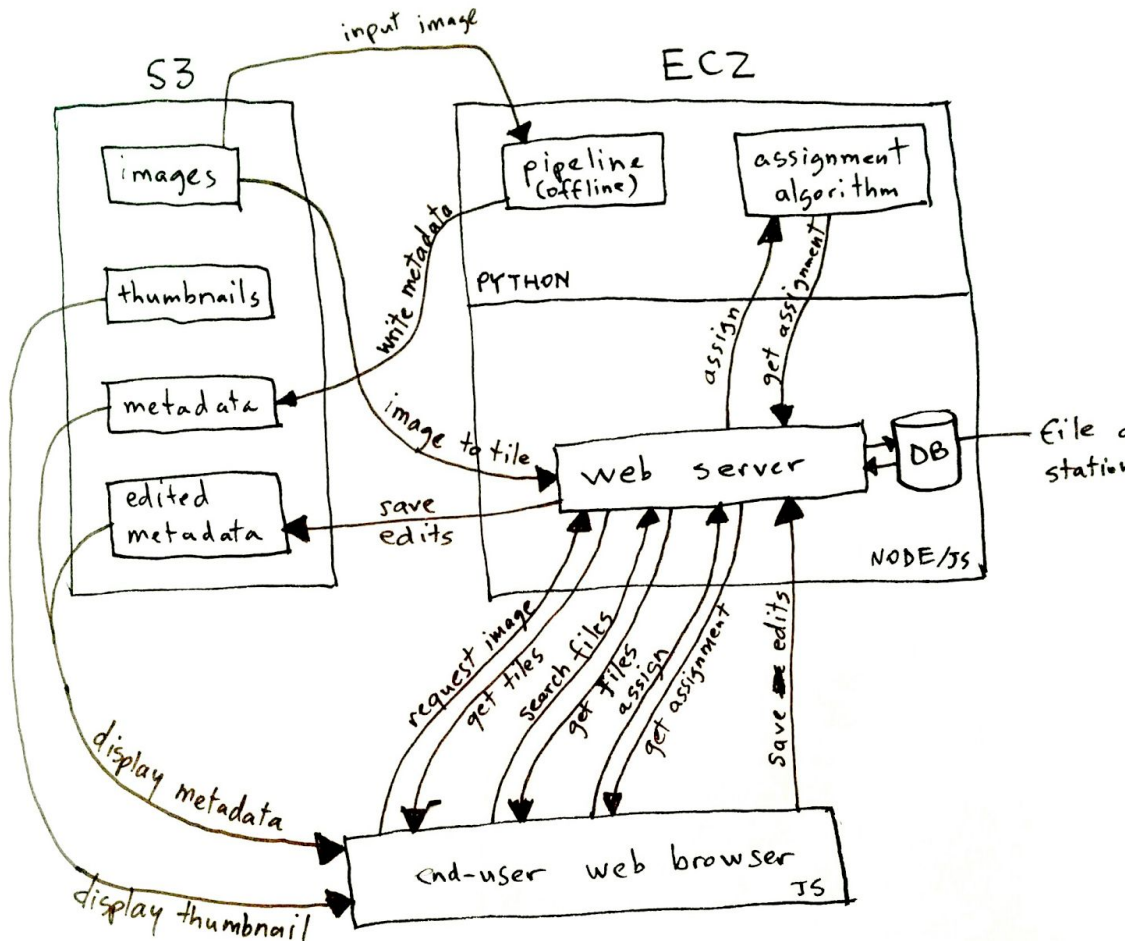 input image
S3
EC2
images
pipeline
(offline)
assignment
algorithm
thumbnails
write metadata
PYTHON
assign
get assignment
metadata
image to tile
web server
DB
file
station
edited
metadata
save
edits
NODE/JS
request image
get tiles
search files
get files
assign
get assignment
save edits
display metadata
end-user web browser
JS
display thumbnail